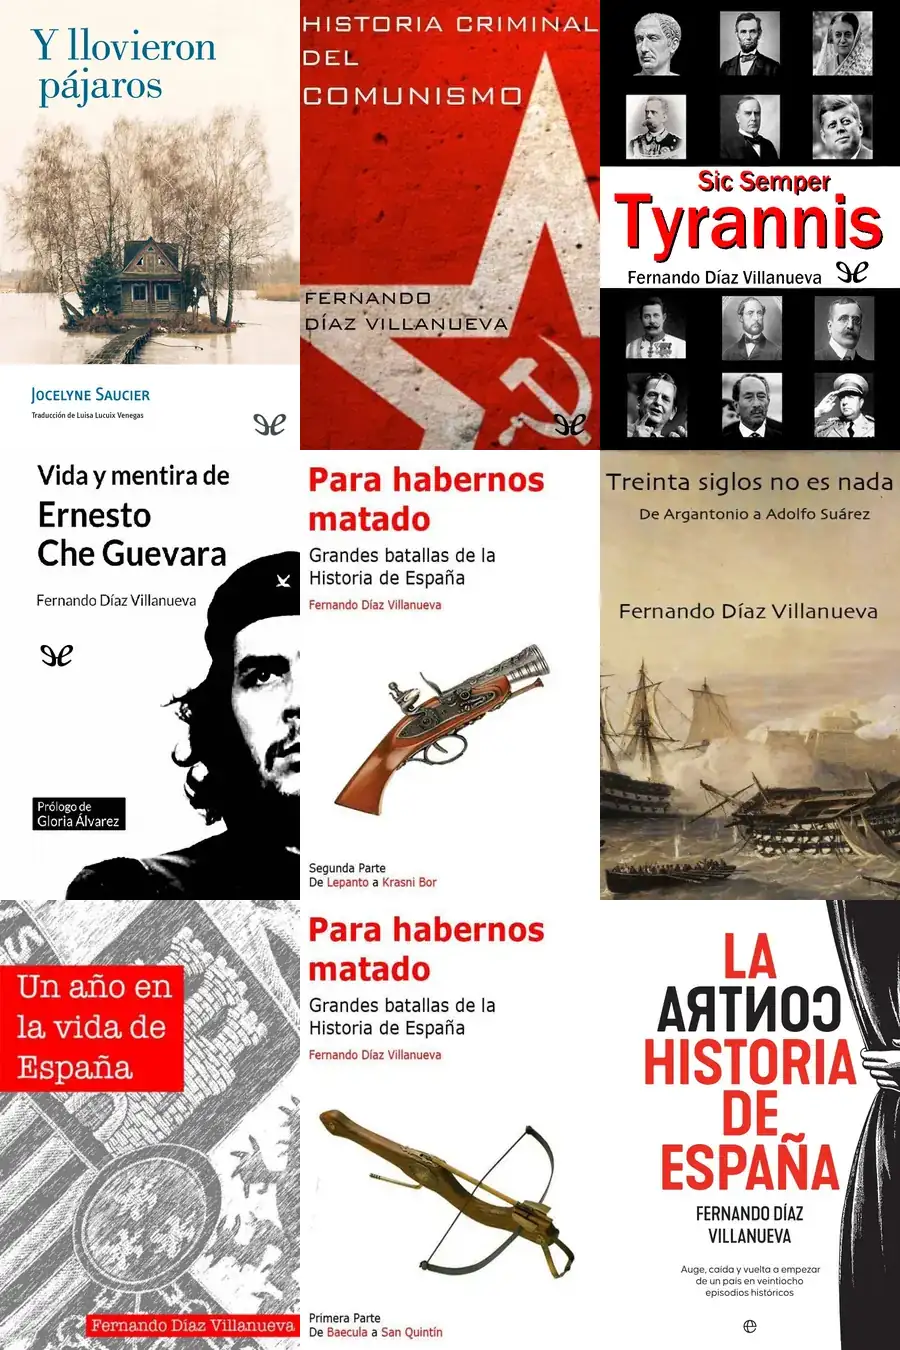 Y llovieron
pájaros
JOCELYNE SAUCIER
Traducción de Luisa Lucuix Venegas
HISTORIA CRIMINAL
DEL
COMUNISMO
FERNANDO
DÍAZ VILLANUEVA
Sic Semper
Tyrannis
Fernando Díaz Villanueva
Vida y mentira de
Ernesto
Che Guevara
Fernando Díaz Villanueva
Prólogo de
Gloria Álvarez
Para habernos
matado
Grandes batallas de la
Historia de España
Fernando Díaz Villanueva
Segunda Parte
De Lepanto a Krasni Bor
Treinta siglos no es nada
De Argantonio a Adolfo Suárez
Fernando Díaz Villanueva
Un año en
la vida de
España
Fernando Díaz Villanueva
Para habernos
matado
Grandes batallas de la
Historia de España
Fernando Díaz Villanueva
Primera Parte
De Baecula a San Quintín
LA
CONTRA
HISTORIA
DE
ESPAÑA
FERNANDO DÍAZ
VILLANUEVA
Auge, caída y vuelta a empezar
de un país en veintiocho
episodios históricos